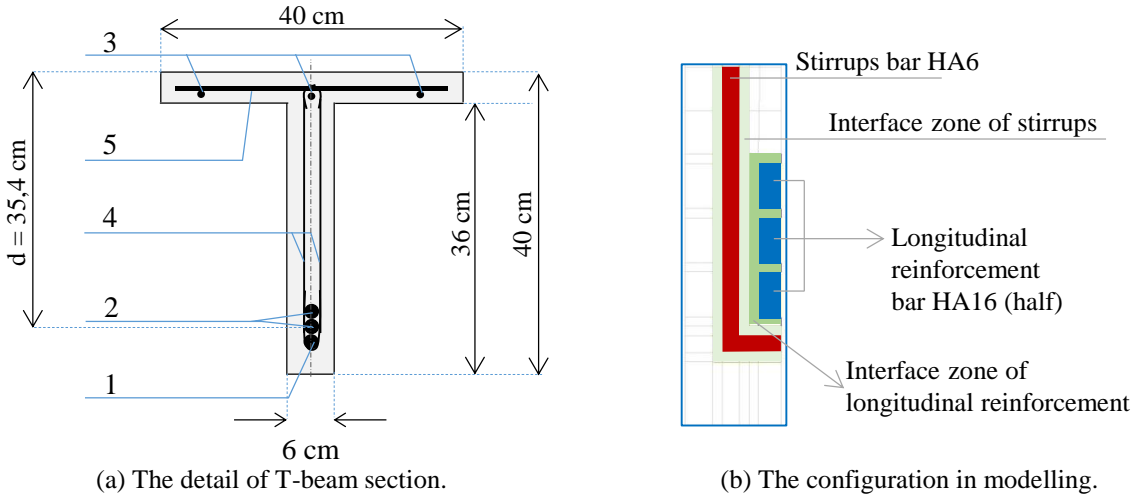 40 cm
3
5
d = 35,4 cm
4
36 cm
40 cm
2
1
6 cm
(a) The detail of T-beam section.
Stirrups bar HA6
Interface zone of stirrups
Longitudinal
reinforcement
bar HA16 (half)
Interface zone of
longitudinal reinforcement
(b) The configuration in modelling.